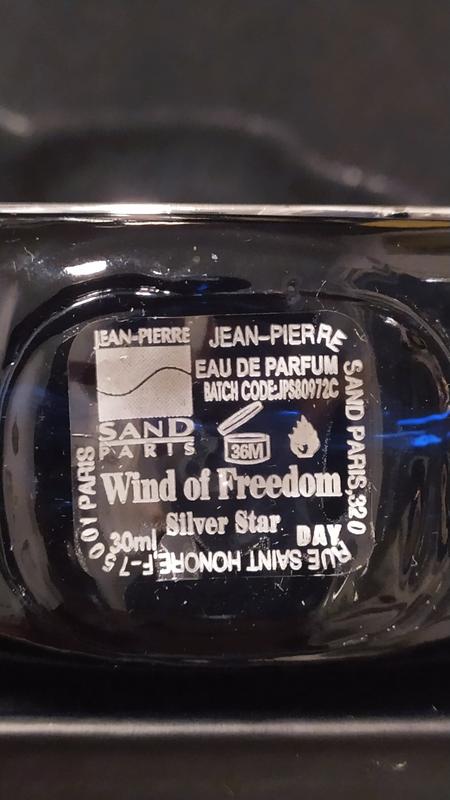 JEAN-PIERRE
SAND
PARIS
JEAN-PIERRE SAND PARIS,320 RUE SAINT HONORE,F-75001 PARIS
EAU DE PARFUM
BATCH CODE:JPS80972C
36M
Wind of Freedom
Silver Star
30ml
DAY